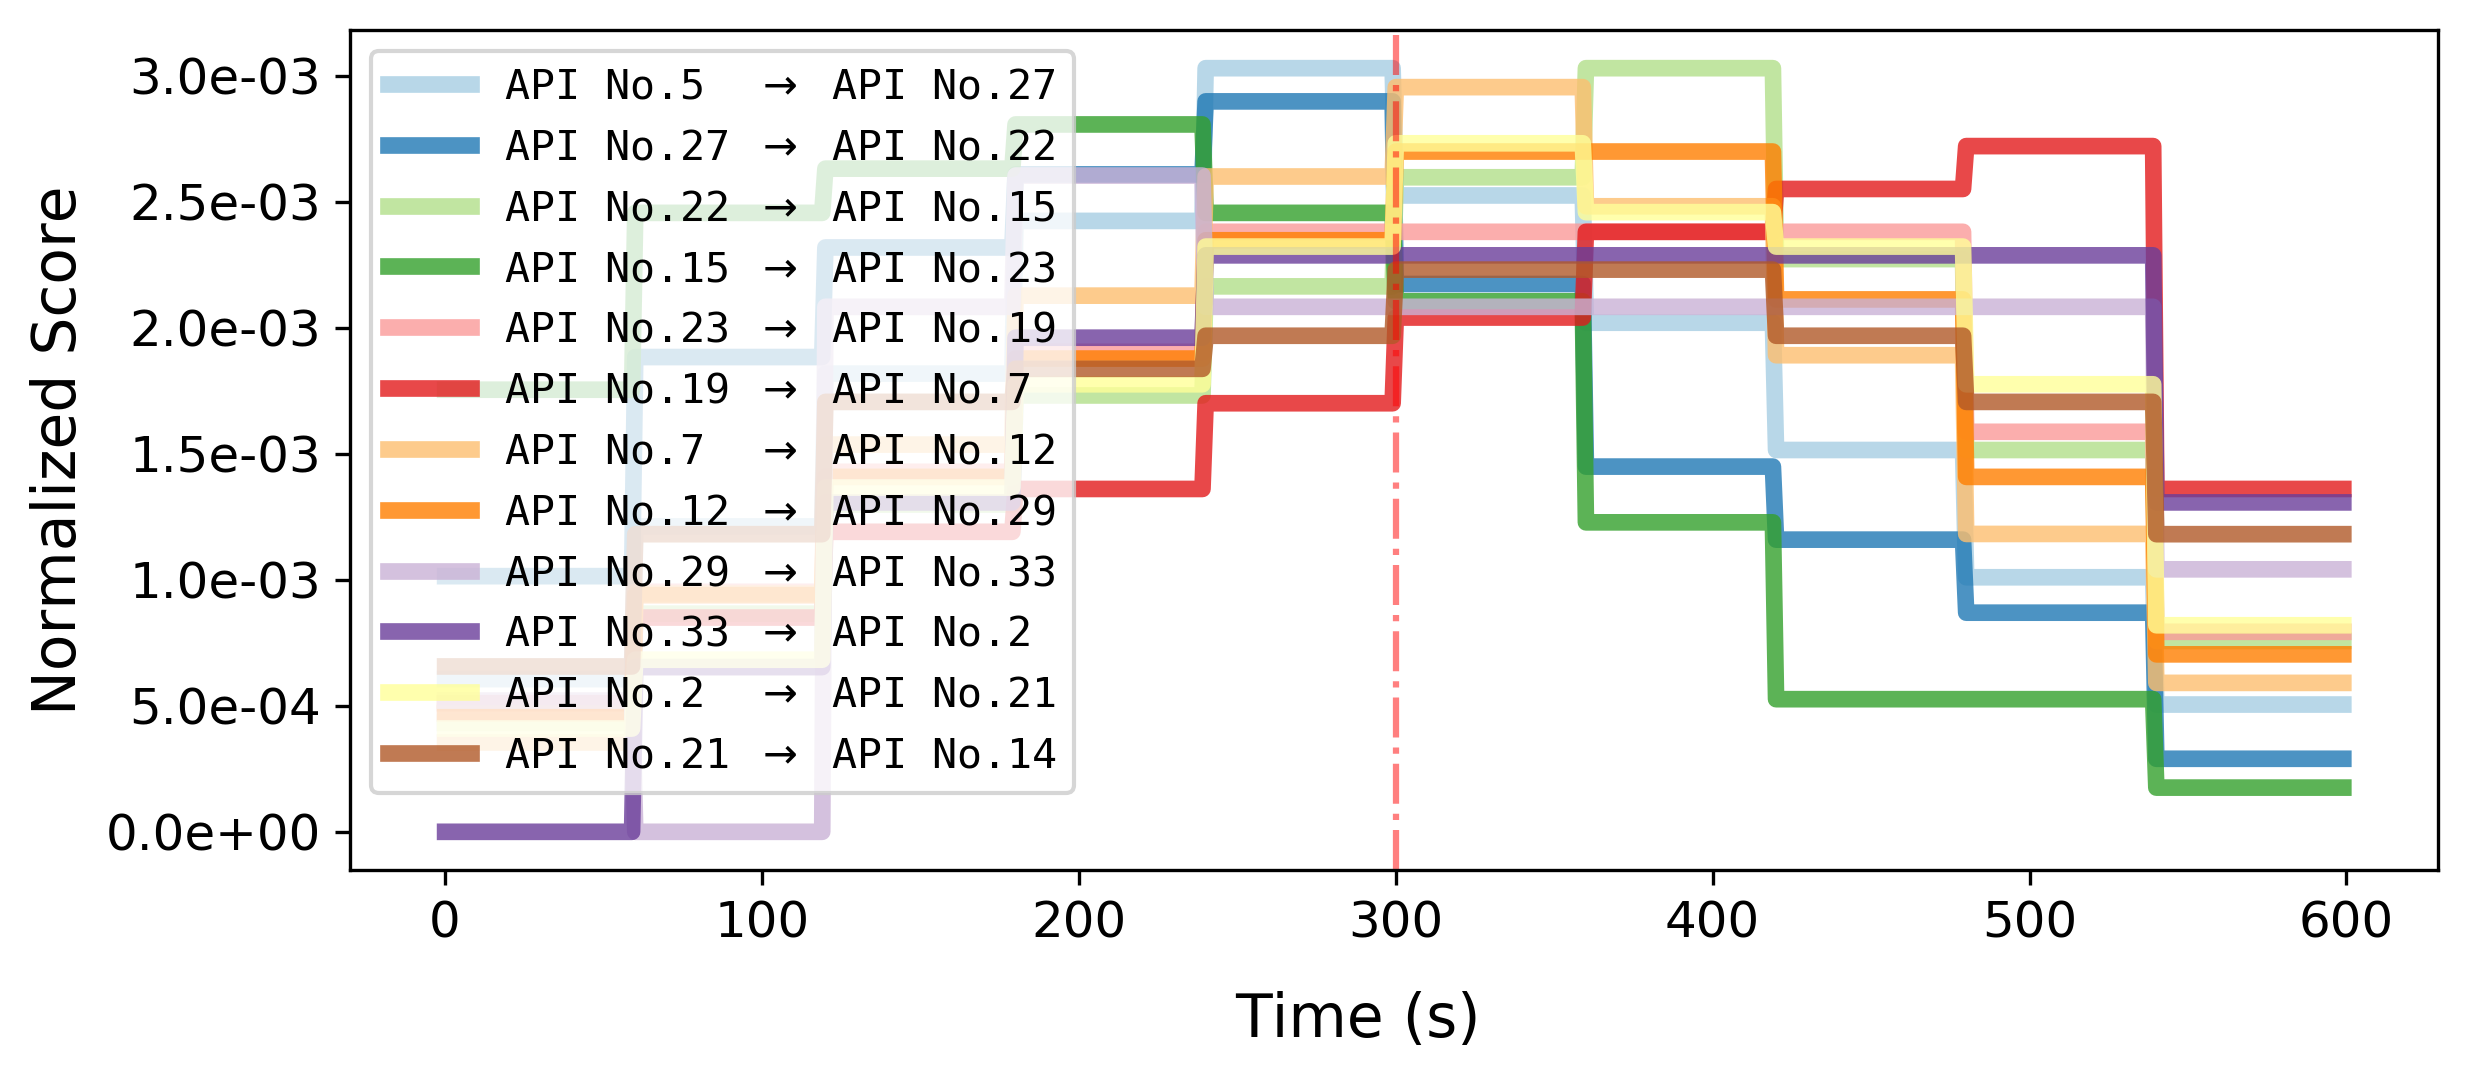 3.0e-03
2.5e-03
2.0e-03
1.5e-03
1.0e-03
5.0e-04
0.0e+00
Normalized Score
API No.5 → API No.27
API No.27 → API No.22
API No.22 → API No.15
API No.15 → API No.23
API No.23 → API No.19
API No.19 → API No.7
API No.7 → API No.12
API No.12 → API No.29
API No.29 → API No.33
API No.33 → API No.2
API No.2 → API No.21
API No.21 → API No.14
0 100 200 300 400 500 600
Time (s)